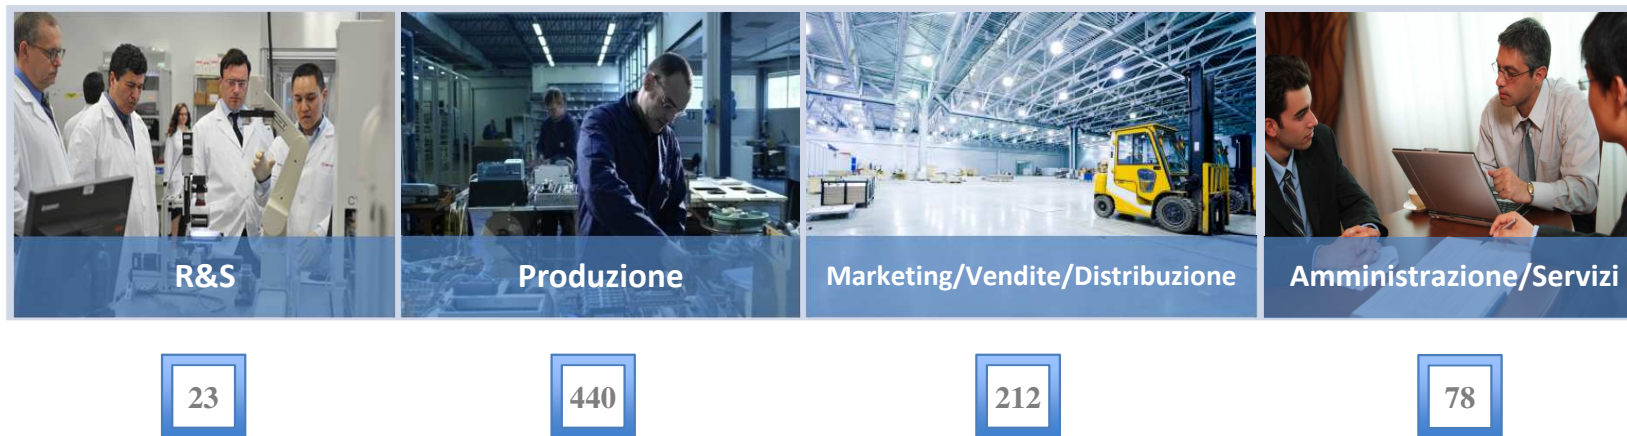 R&S
Produzione
Marketing/Vendite/Distribuzione
Amministrazione/Servizi
23
440
212
78